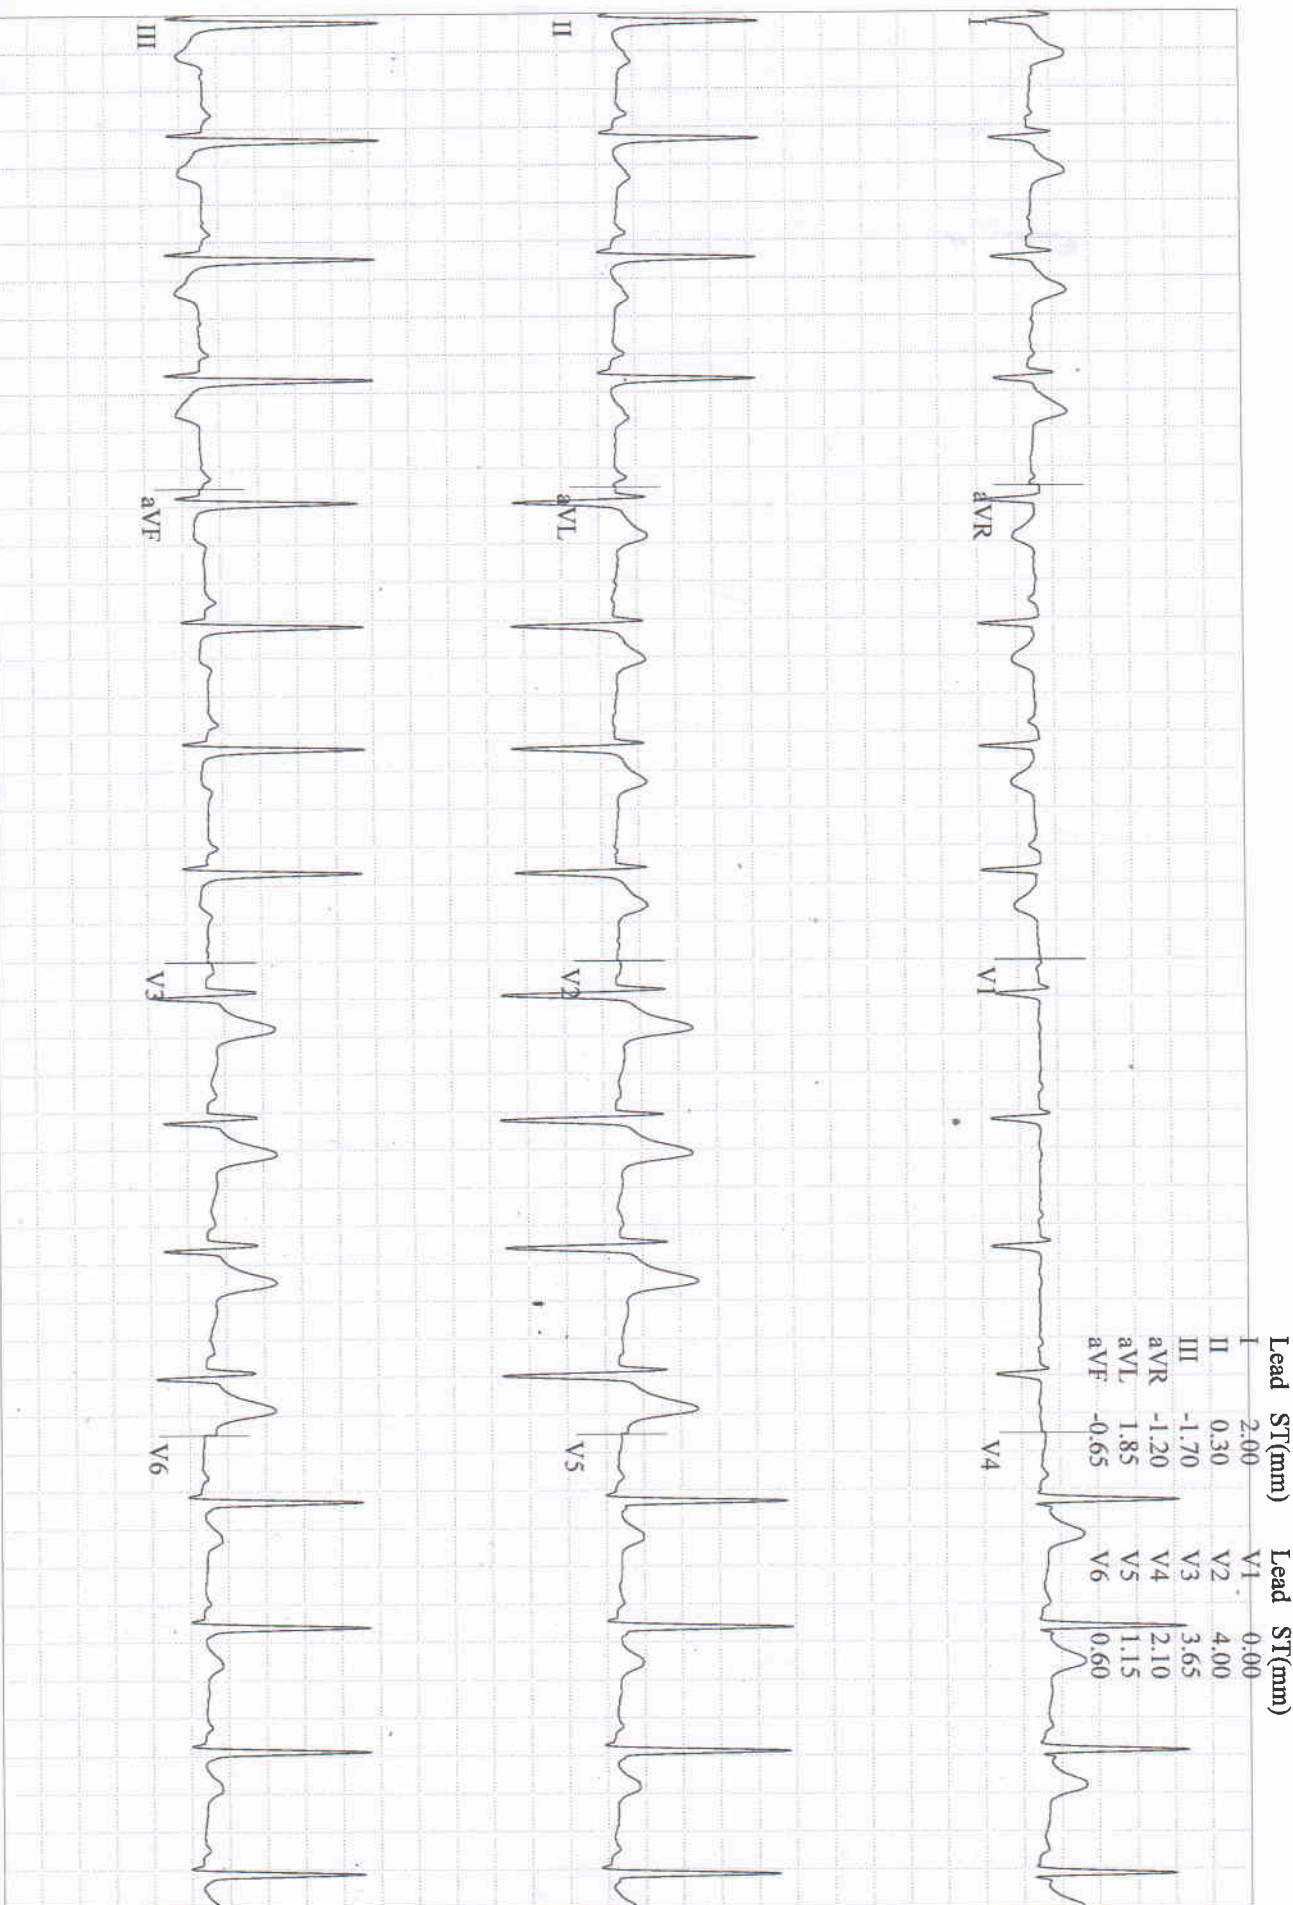 Lead ST(mm) Lead ST(mm)
I 2.00 V1 0.00
II 0.30 V2 4.00
III -1.70 V3 3.65
aVR -1.20 V4 2.10
aVL 1.85 V5 1.15
aVF -0.65 V6 0.60
I aVR V1 V4
II aVL V2 V5
III aVF V3 V6